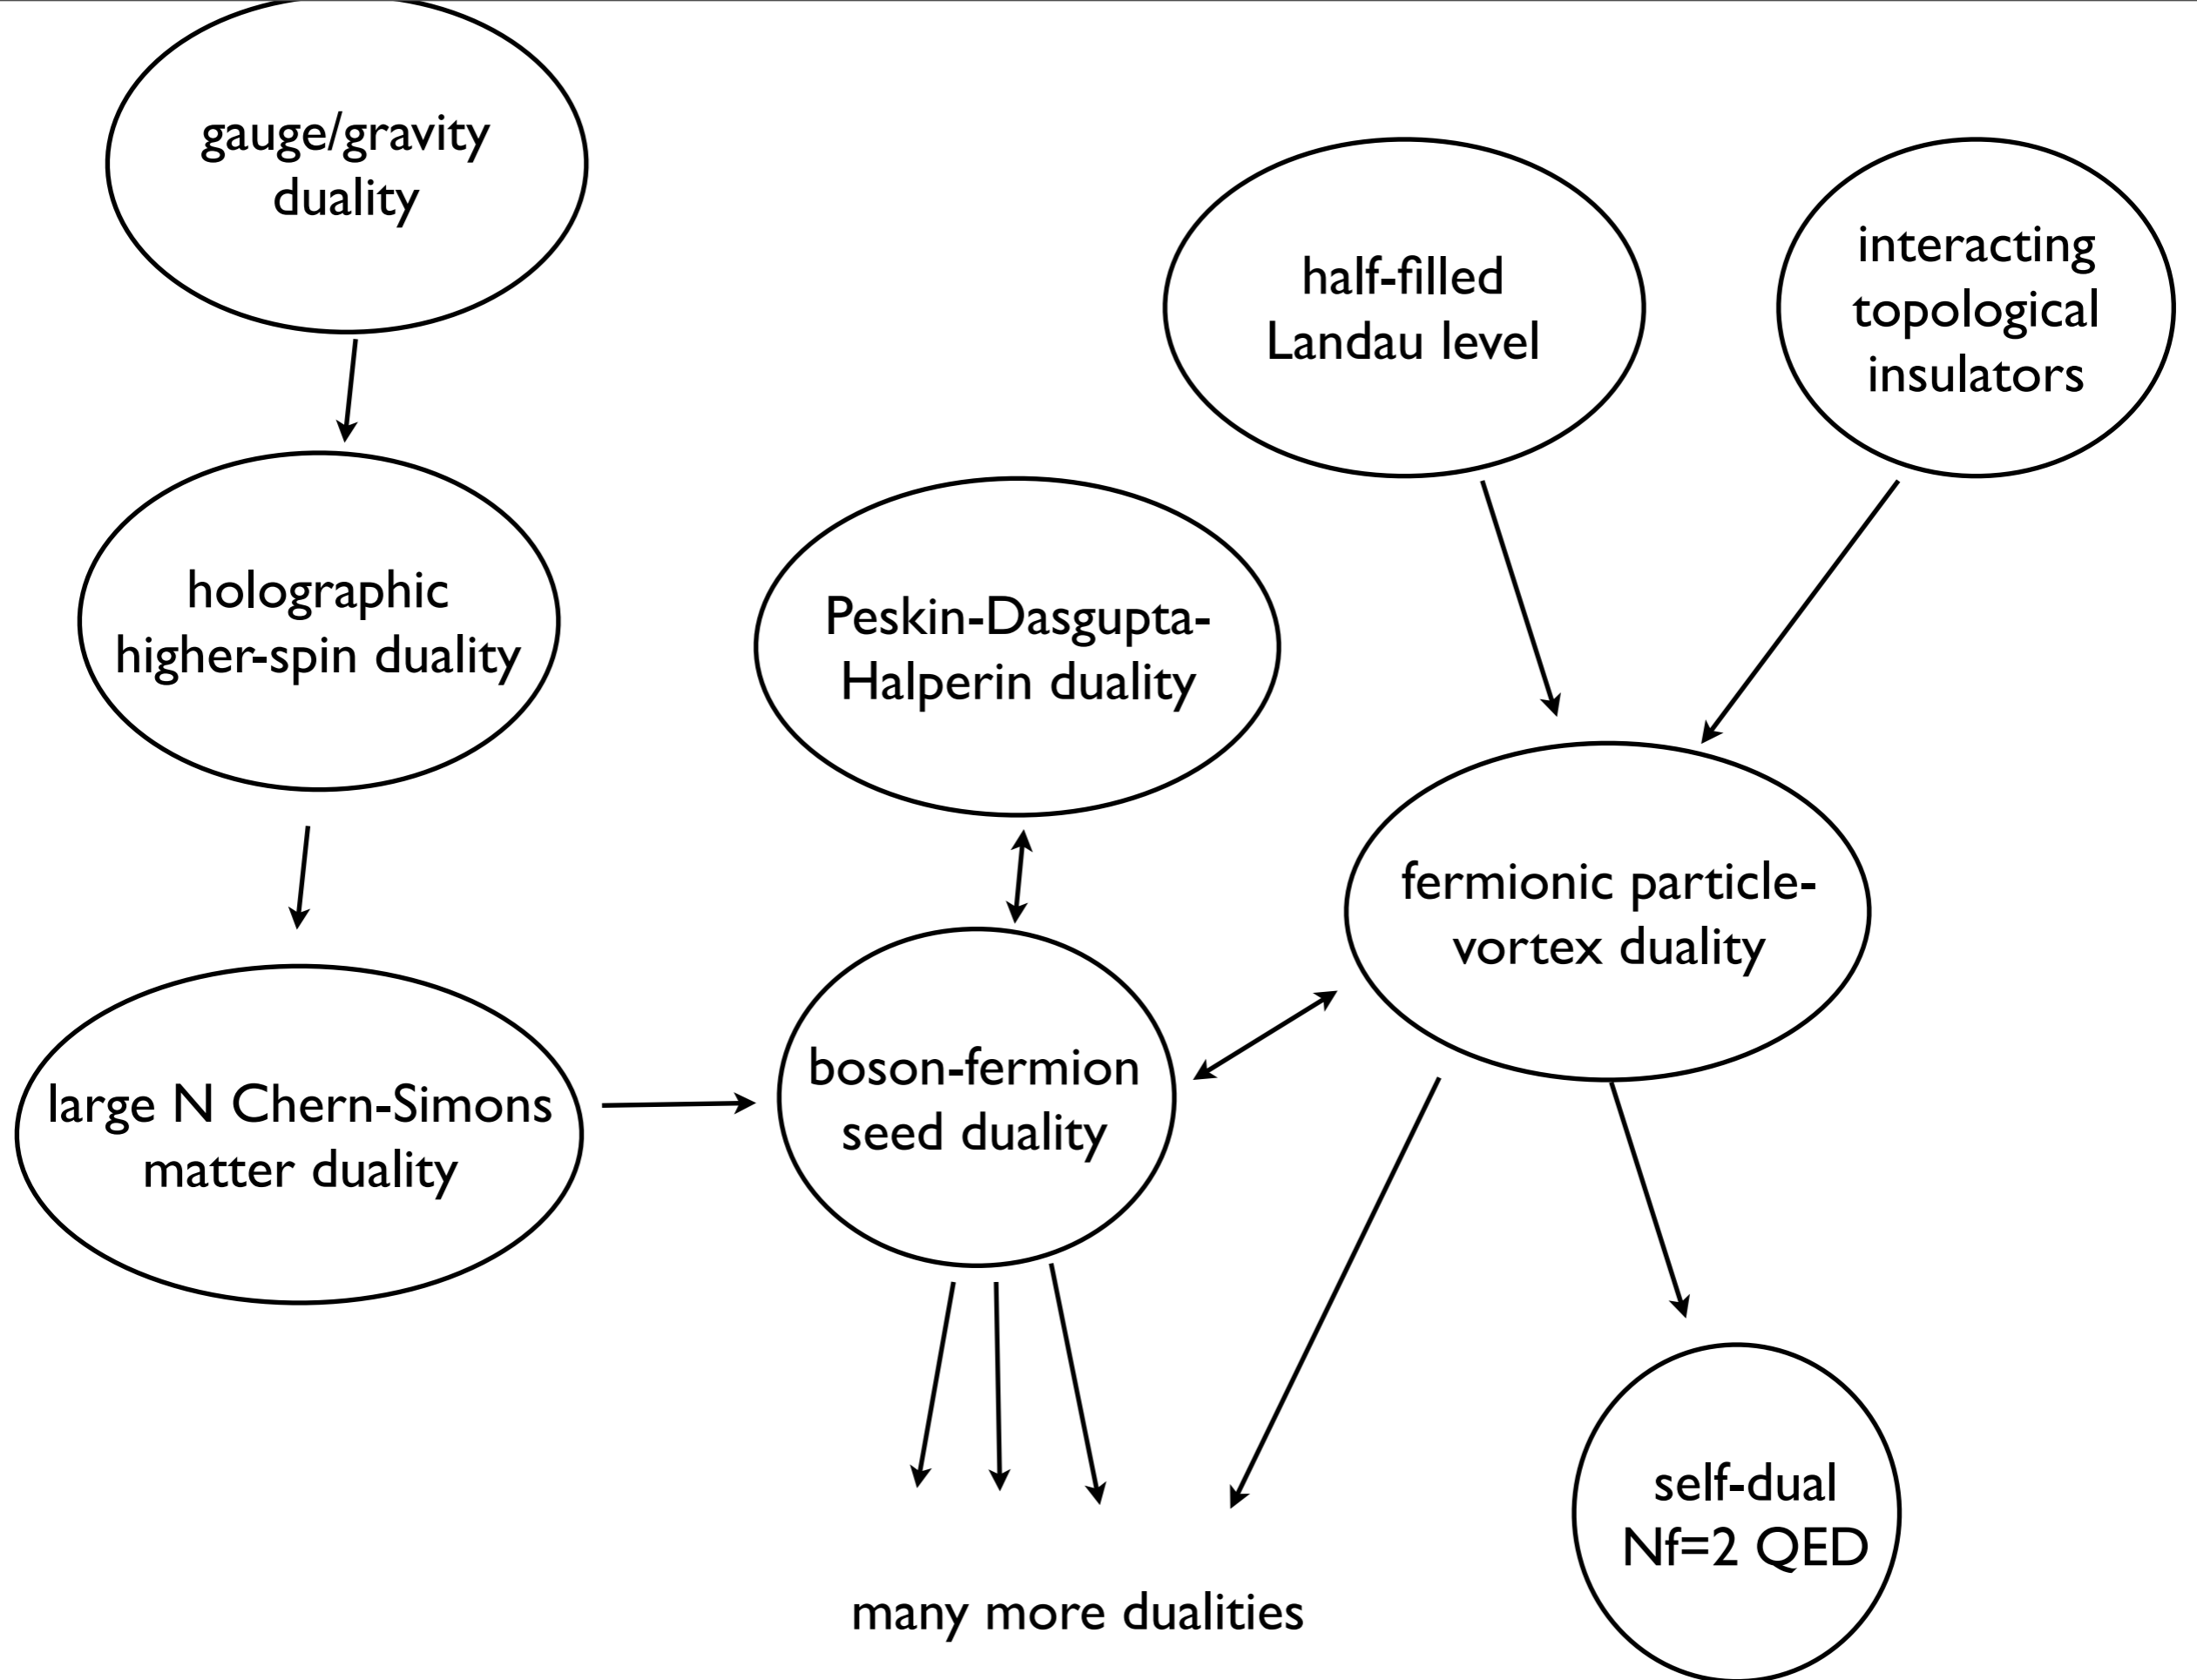 gauge/gravity
duality
half-filled
Landau level
interacting
topological
insulators
holographic
higher-spin duality
Peskin-Dasgupta-
Halperin duality
fermionic particle-
vortex duality
large N Chern-Simons
matter duality
boson-fermion
seed duality
self-dual
Nf=2 QED
many more dualities